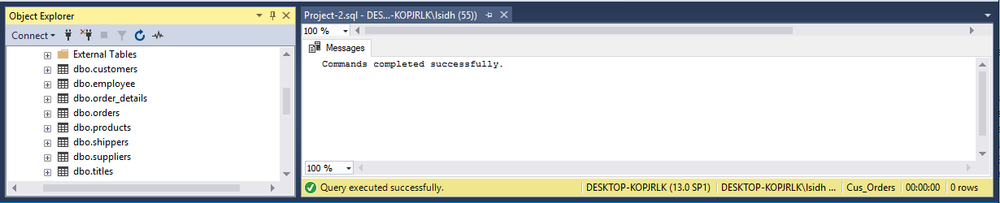 Object Explorer
Connect
External Tables
dbo.customers
dbo.employee
dbo.order_details
dbo.orders
dbo.products
dbo.shippers
dbo.suppliers
dbo.titles
Project-2.sql - DES...-KOPJRLK\Isidh (55))
100 %
Messages
Commands completed successfully.
100 %
Query executed successfully.
DESKTOP-KOPJRLK (13.0 SP1)
DESKTOP-KOPJRLK\Isidh ...
Cus_Orders
00:00:00
0 rows